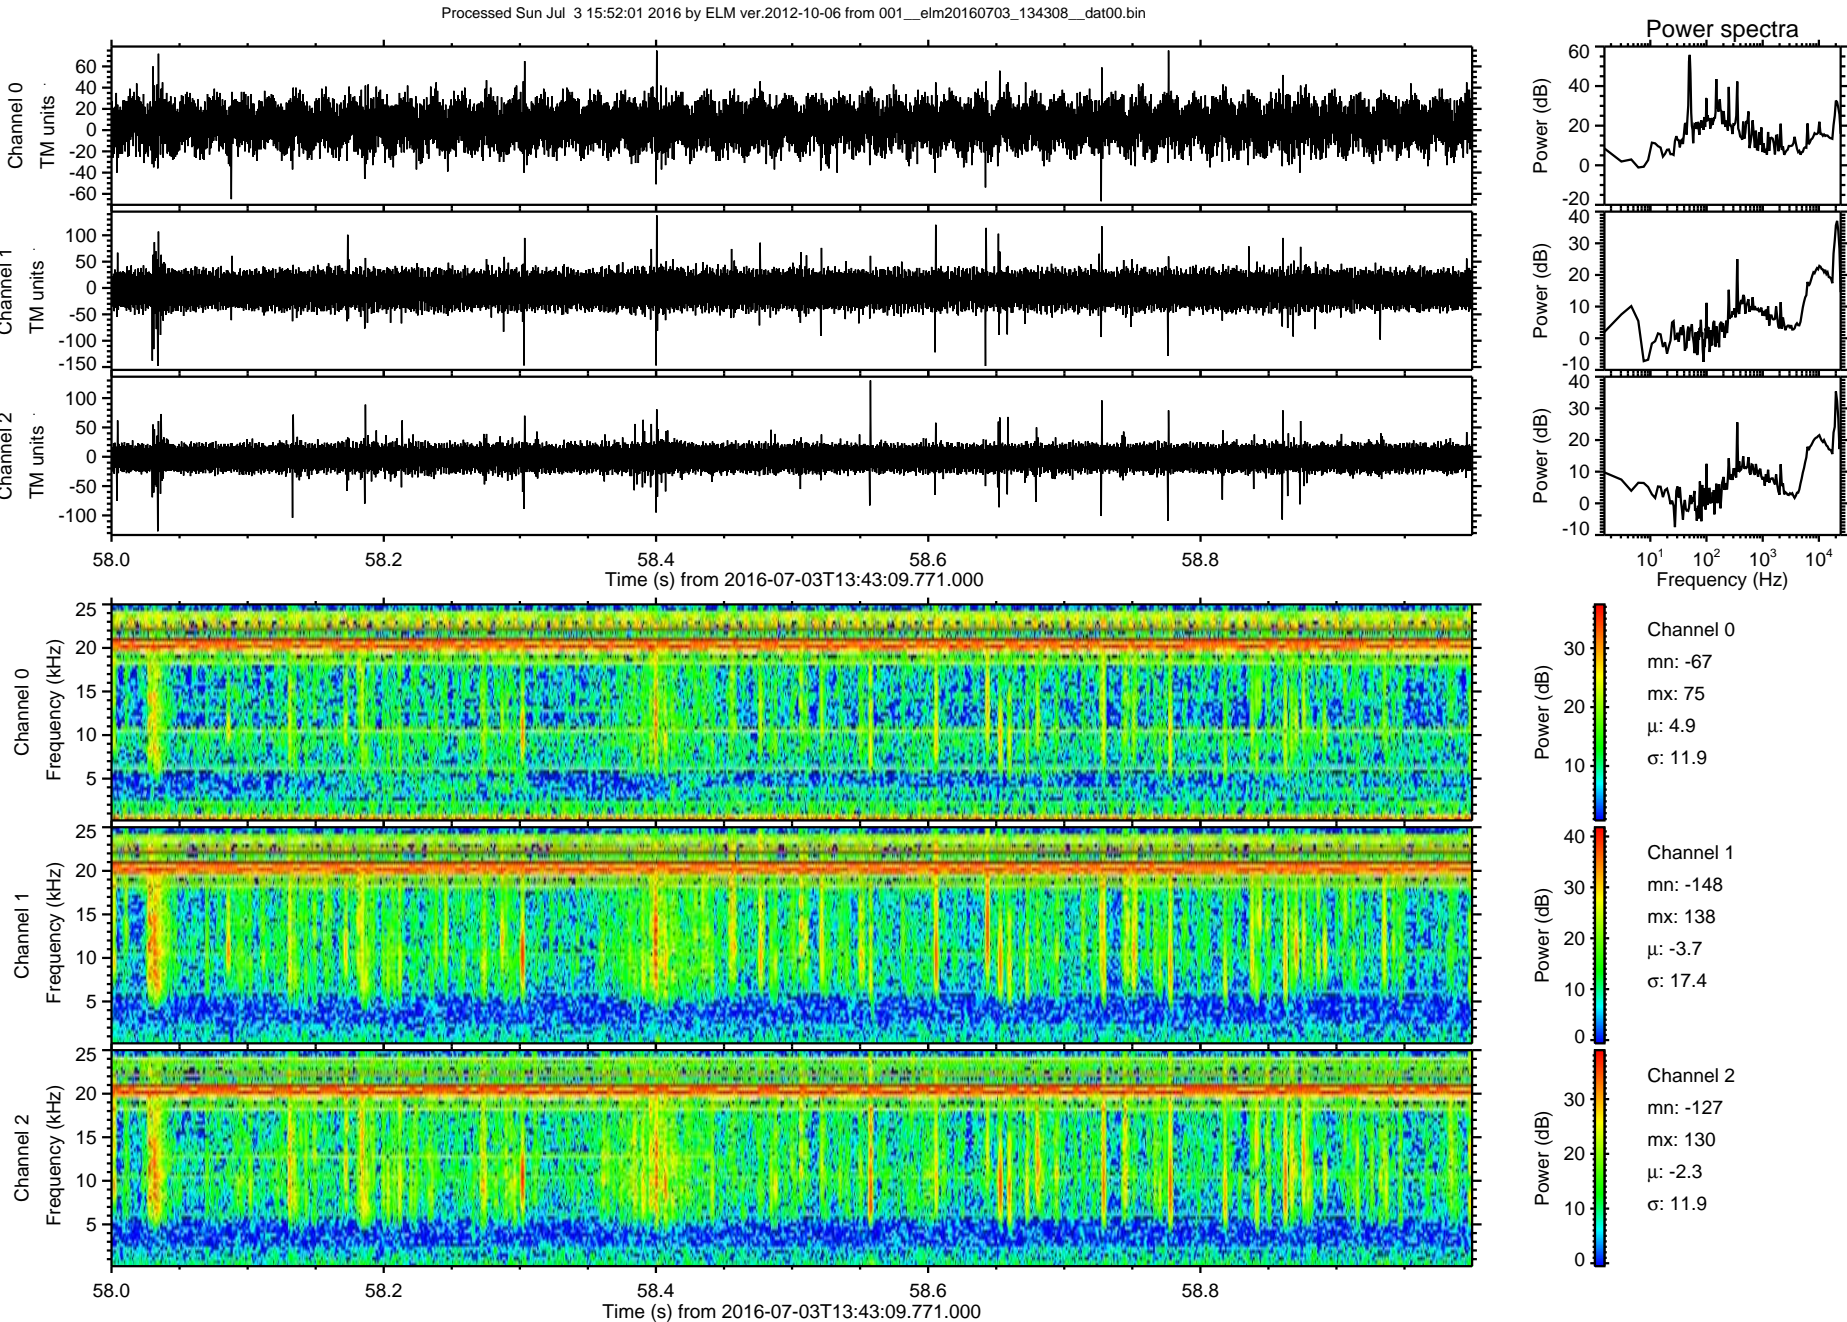 Processed Sun Jul 3 15:52:01 2016 by ELM ver.2012-10-06 from 001__elm20160703_134308__dat00.bin
Power spectra
Channel 0
TM units
60
40
20
0
-20
-40
-60
Power (dB)
60
40
20
0
-20
Channel 1
TM units
100
50
0
-50
-100
-150
Power (dB)
40
30
20
10
0
-10
Channel 2
TM units
100
50
0
-50
-100
Power (dB)
40
30
20
10
0
-10
58.0 58.2 58.4 58.6 58.8
Time (s) from 2016-07-03T13:43:09.771.000
10¹ 10² 10³ 10⁴
Frequency (Hz)
Channel 0
Frequency (kHz)
25
20
15
10
5
Power (dB)
30
20
10
Channel 0
mn: -67
mx: 75
μ: 4.9
σ: 11.9
Channel 1
Frequency (kHz)
25
20
15
10
5
Power (dB)
40
30
20
10
0
Channel 1
mn: -148
mx: 138
μ: -3.7
σ: 17.4
Channel 2
Frequency (kHz)
25
20
15
10
5
Power (dB)
30
20
10
0
Channel 2
mn: -127
mx: 130
μ: -2.3
σ: 11.9
58.0 58.2 58.4 58.6 58.8
Time (s) from 2016-07-03T13:43:09.771.000